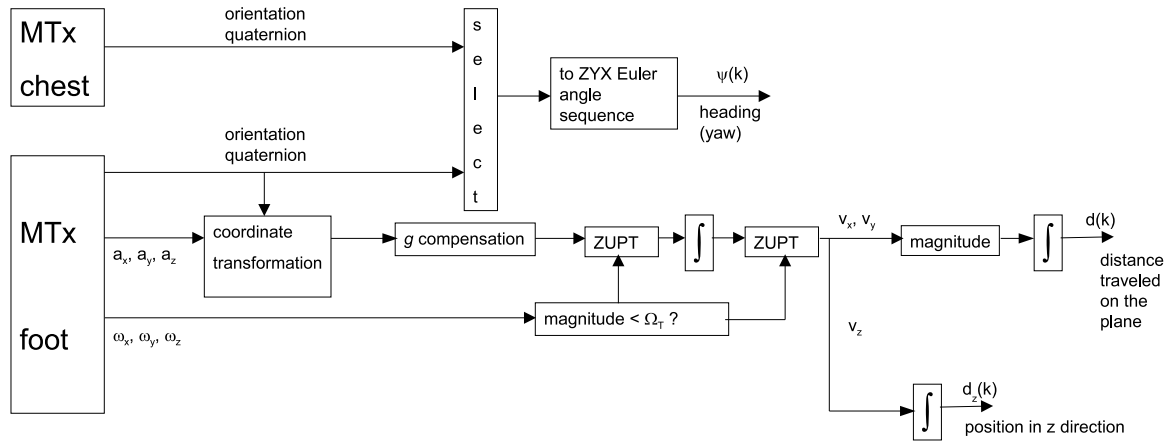 MTx
chest
orientation
quaternion
s
e
l
e
c
t
to ZYX Euler
angle
sequence
ψ(k)
heading
(yaw)
MTx
foot
orientation
quaternion
a_x, a_y, a_z
coordinate
transformation
g compensation
ZUPT
∫
ZUPT
v_x, v_y
magnitude
∫
d(k)
distance
traveled
on the
plane
ω_x, ω_y, ω_z
magnitude < Ω_T ?
v_z
∫
d_z(k)
position in z direction